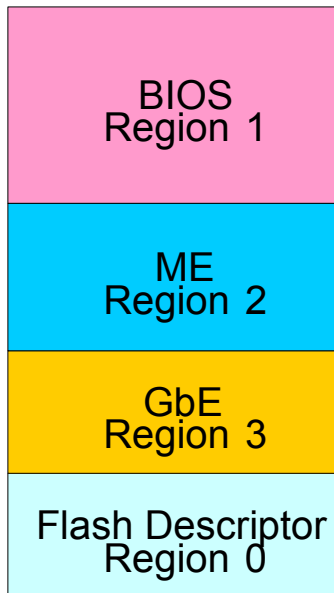 BIOS
Region 1
ME
Region 2
GbE
Region 3
Flash Descriptor
Region 0